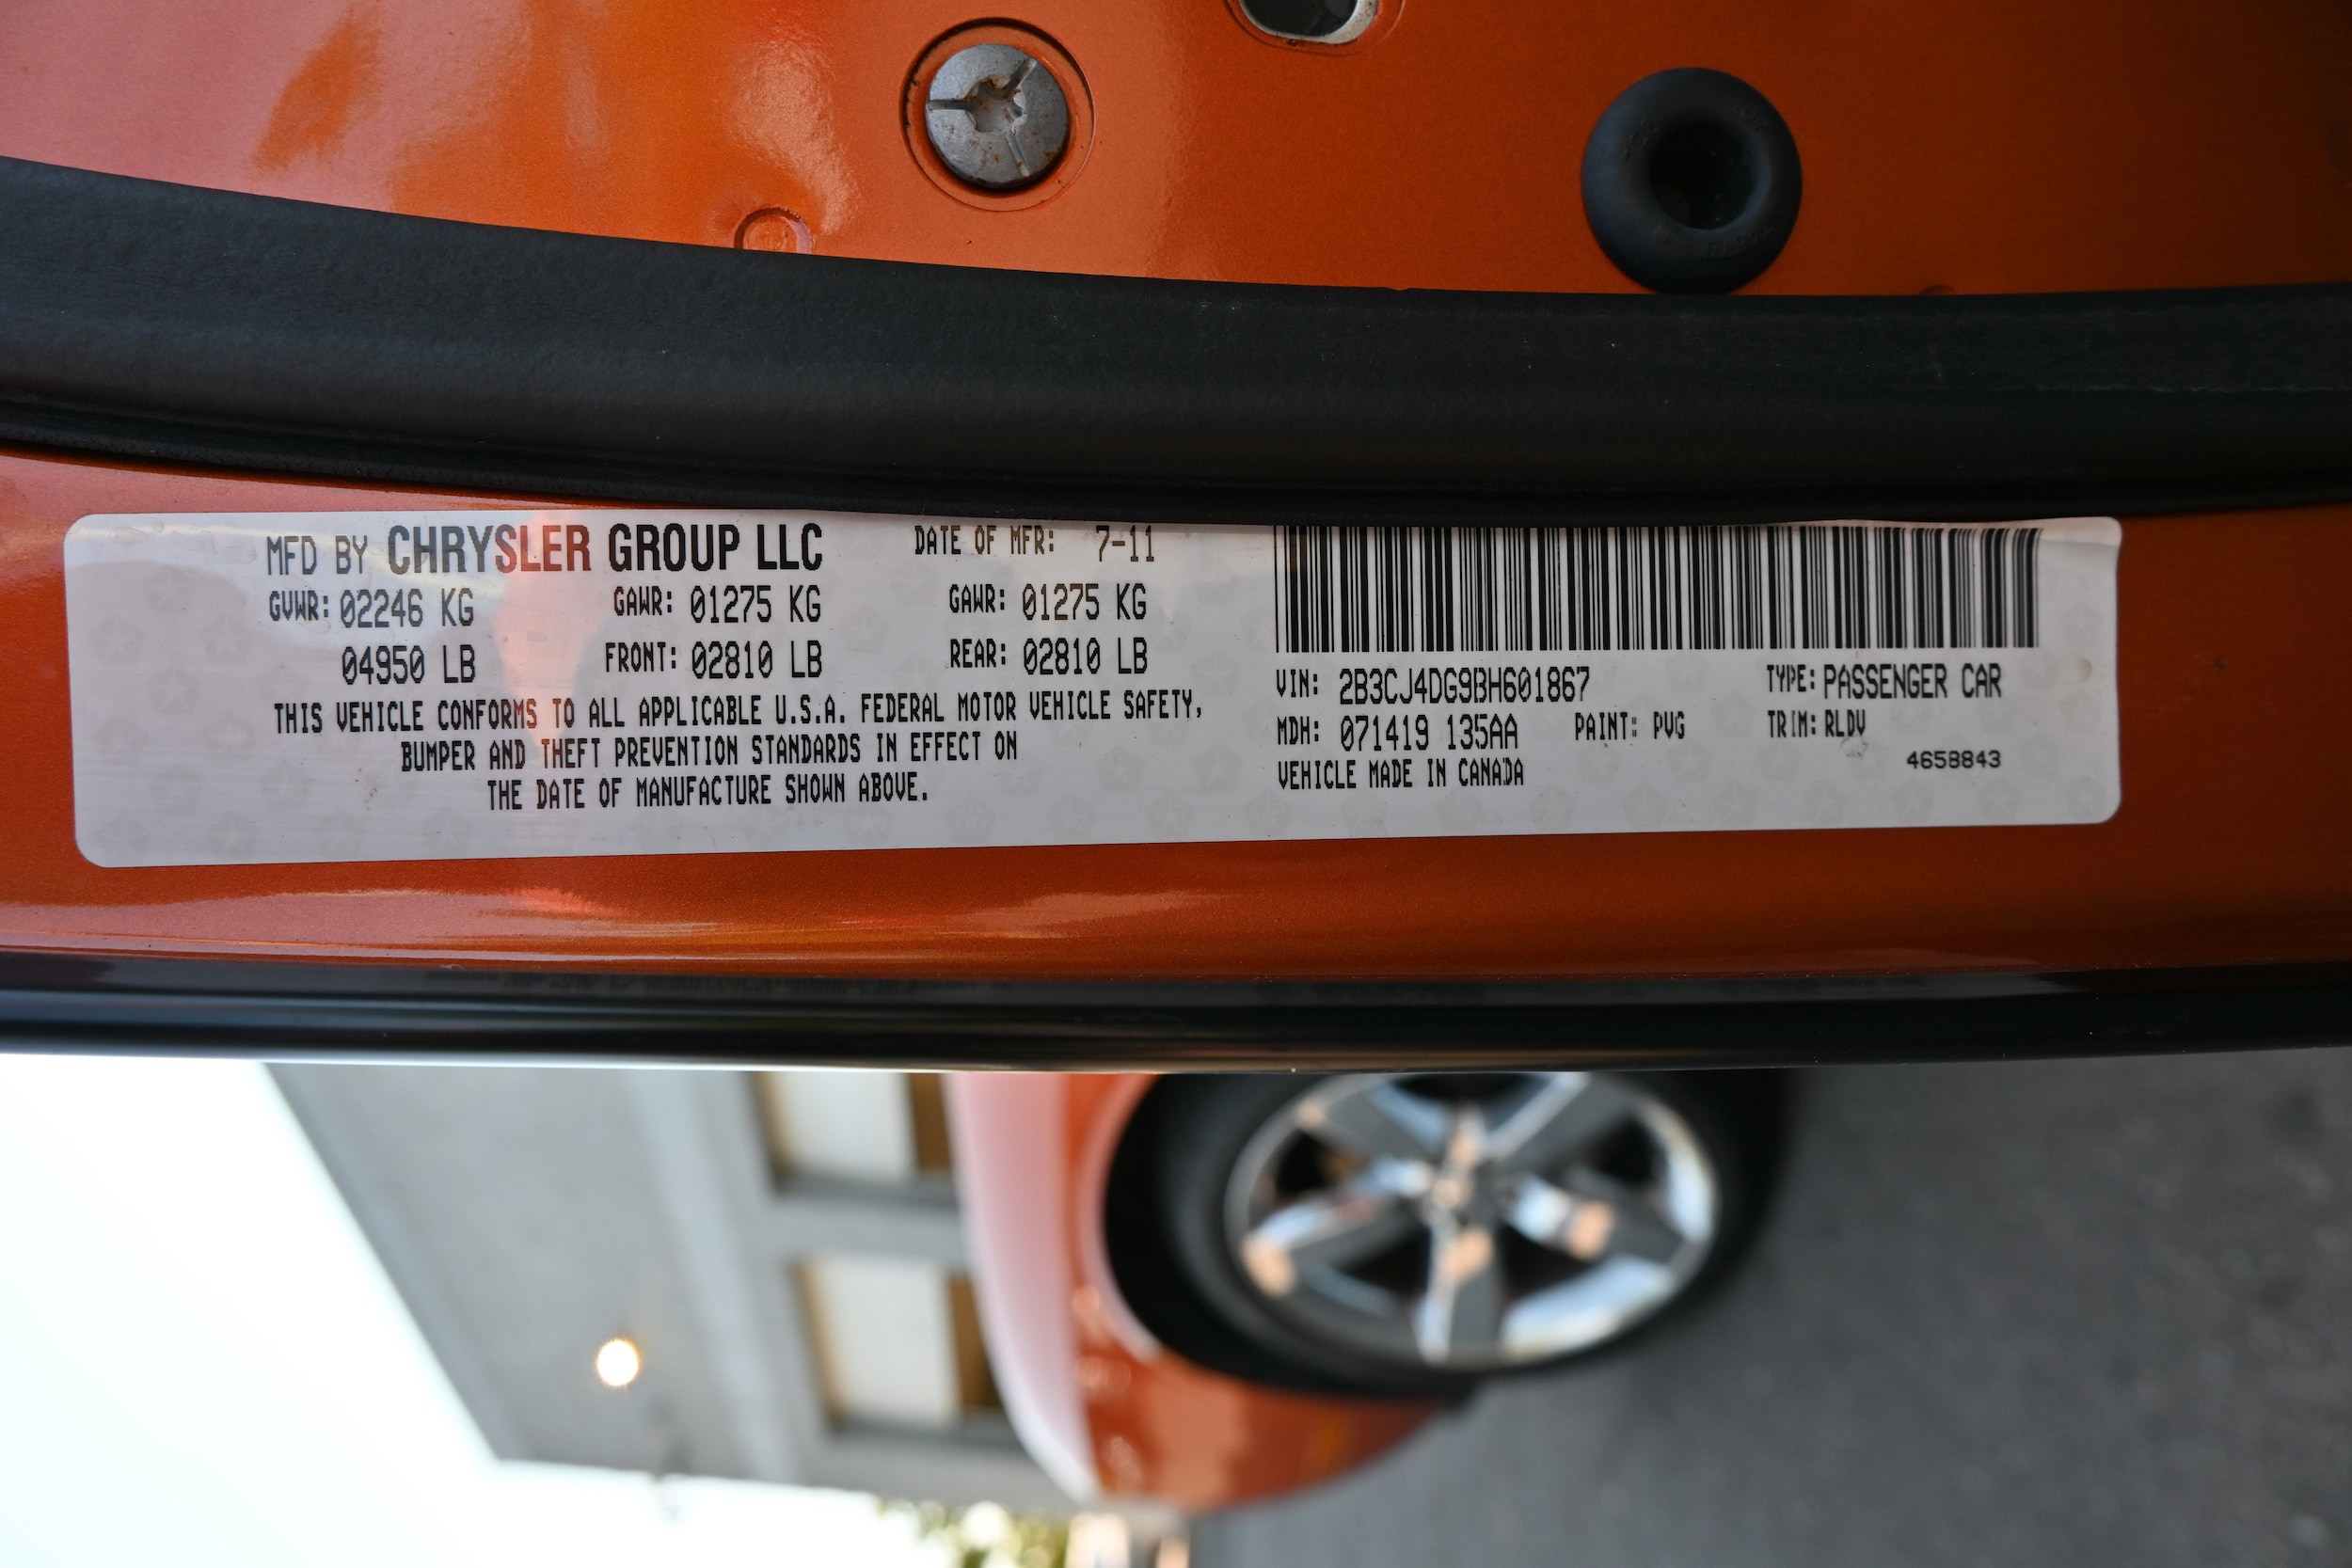 MFD BY CHRYSLER GROUP LLC DATE OF MFR: 7-11
GVWR: 02246 KG GAWR: 01275 KG GAWR: 01275 KG
04950 LB FRONT: 02810 LB REAR: 02810 LB
THIS VEHICLE CONFORMS TO ALL APPLICABLE U.S.A. FEDERAL MOTOR VEHICLE SAFETY,
BUMPER AND THEFT PREVENTION STANDARDS IN EFFECT ON
THE DATE OF MANUFACTURE SHOWN ABOVE.
VIN: 2B3CJ4DG9BH601867 TYPE: PASSENGER CAR
MDH: 071419 135AA PAINT: PVG TRIM: RLDV
VEHICLE MADE IN CANADA 4658843